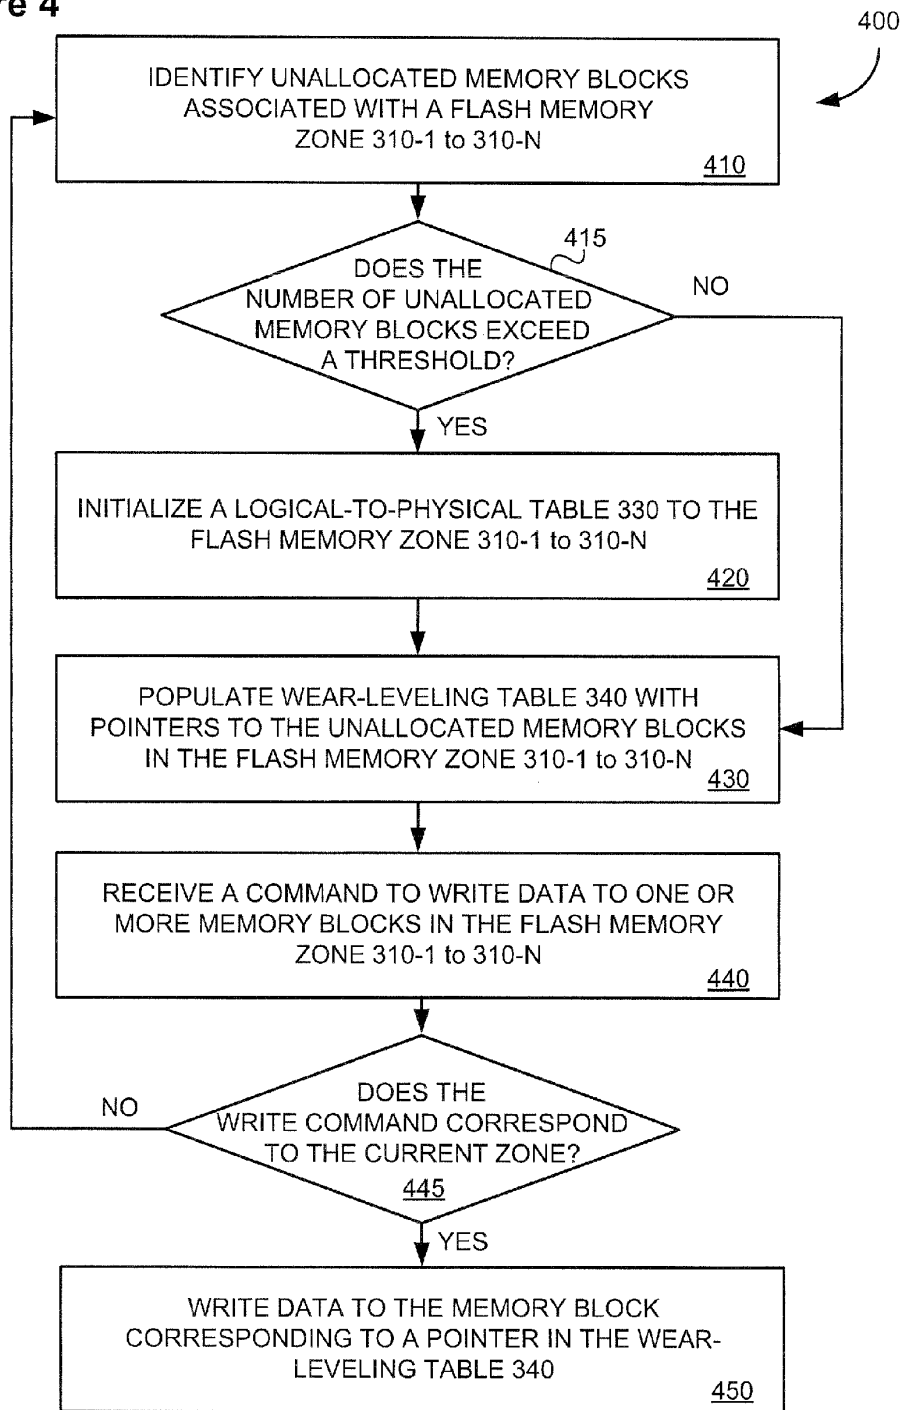 re 4
400
IDENTIFY UNALLOCATED MEMORY BLOCKS
ASSOCIATED WITH A FLASH MEMORY
ZONE 310-1 to 310-N
410
415
DOES THE
NUMBER OF UNALLOCATED
MEMORY BLOCKS EXCEED
A THRESHOLD?
NO
YES
INITIALIZE A LOGICAL-TO-PHYSICAL TABLE 330 TO THE
FLASH MEMORY ZONE 310-1 to 310-N
420
POPULATE WEAR-LEVELING TABLE 340 WITH
POINTERS TO THE UNALLOCATED MEMORY BLOCKS
IN THE FLASH MEMORY ZONE 310-1 to 310-N
430
RECEIVE A COMMAND TO WRITE DATA TO ONE OR
MORE MEMORY BLOCKS IN THE FLASH MEMORY
ZONE 310-1 to 310-N
440
NO
DOES THE
WRITE COMMAND CORRESPOND
TO THE CURRENT ZONE?
445
YES
WRITE DATA TO THE MEMORY BLOCK
CORRESPONDING TO A POINTER IN THE WEAR-
LEVELING TABLE 340
450